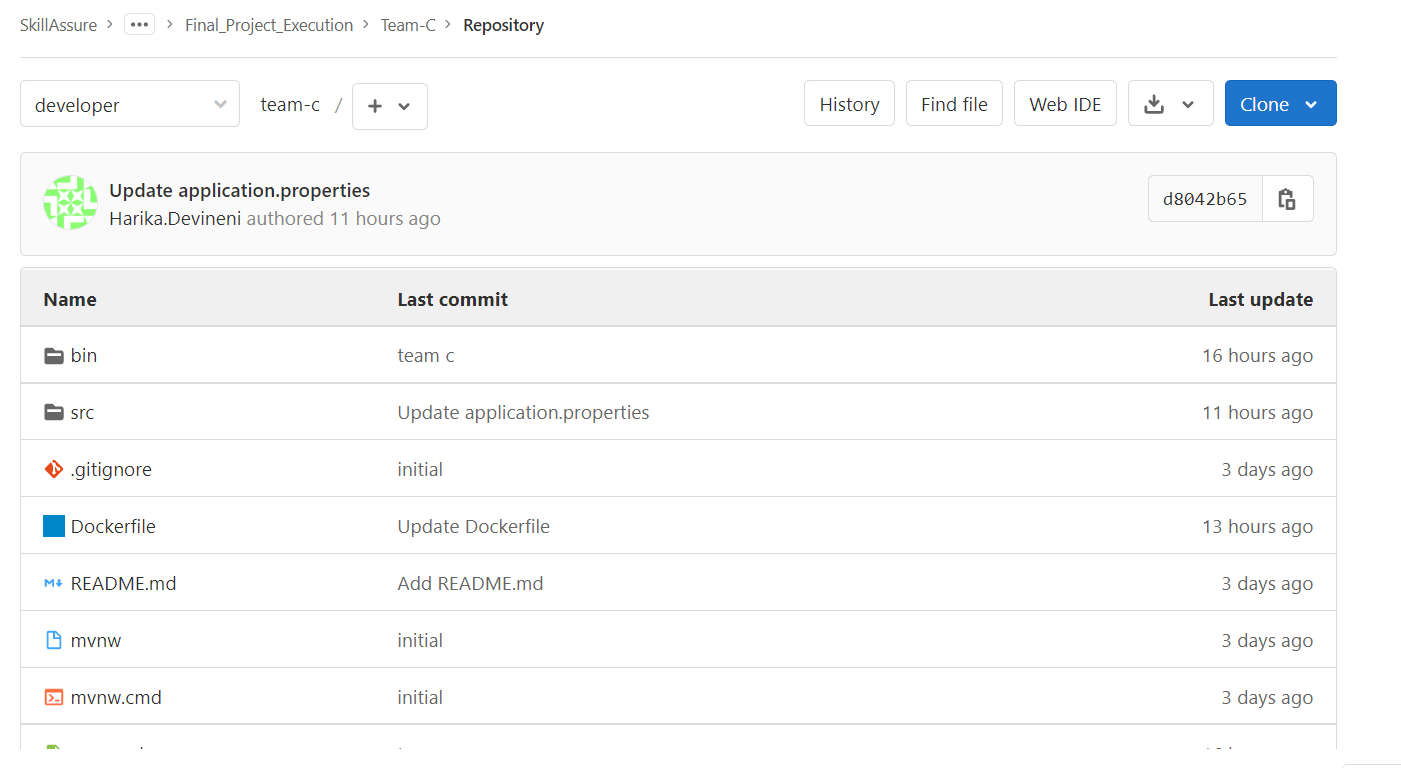 SkillAssure > ••• > Final_Project_Execution > Team-C > Repository
developer team-c / + History Find file Web IDE Clone
Update application.properties
Harika.Devineni authored 11 hours ago
d8042b65
Name Last commit Last update
bin team c 16 hours ago
src Update application.properties 11 hours ago
.gitignore initial 3 days ago
Dockerfile Update Dockerfile 13 hours ago
README.md Add README.md 3 days ago
mvnw initial 3 days ago
mvnw.cmd initial 3 days ago